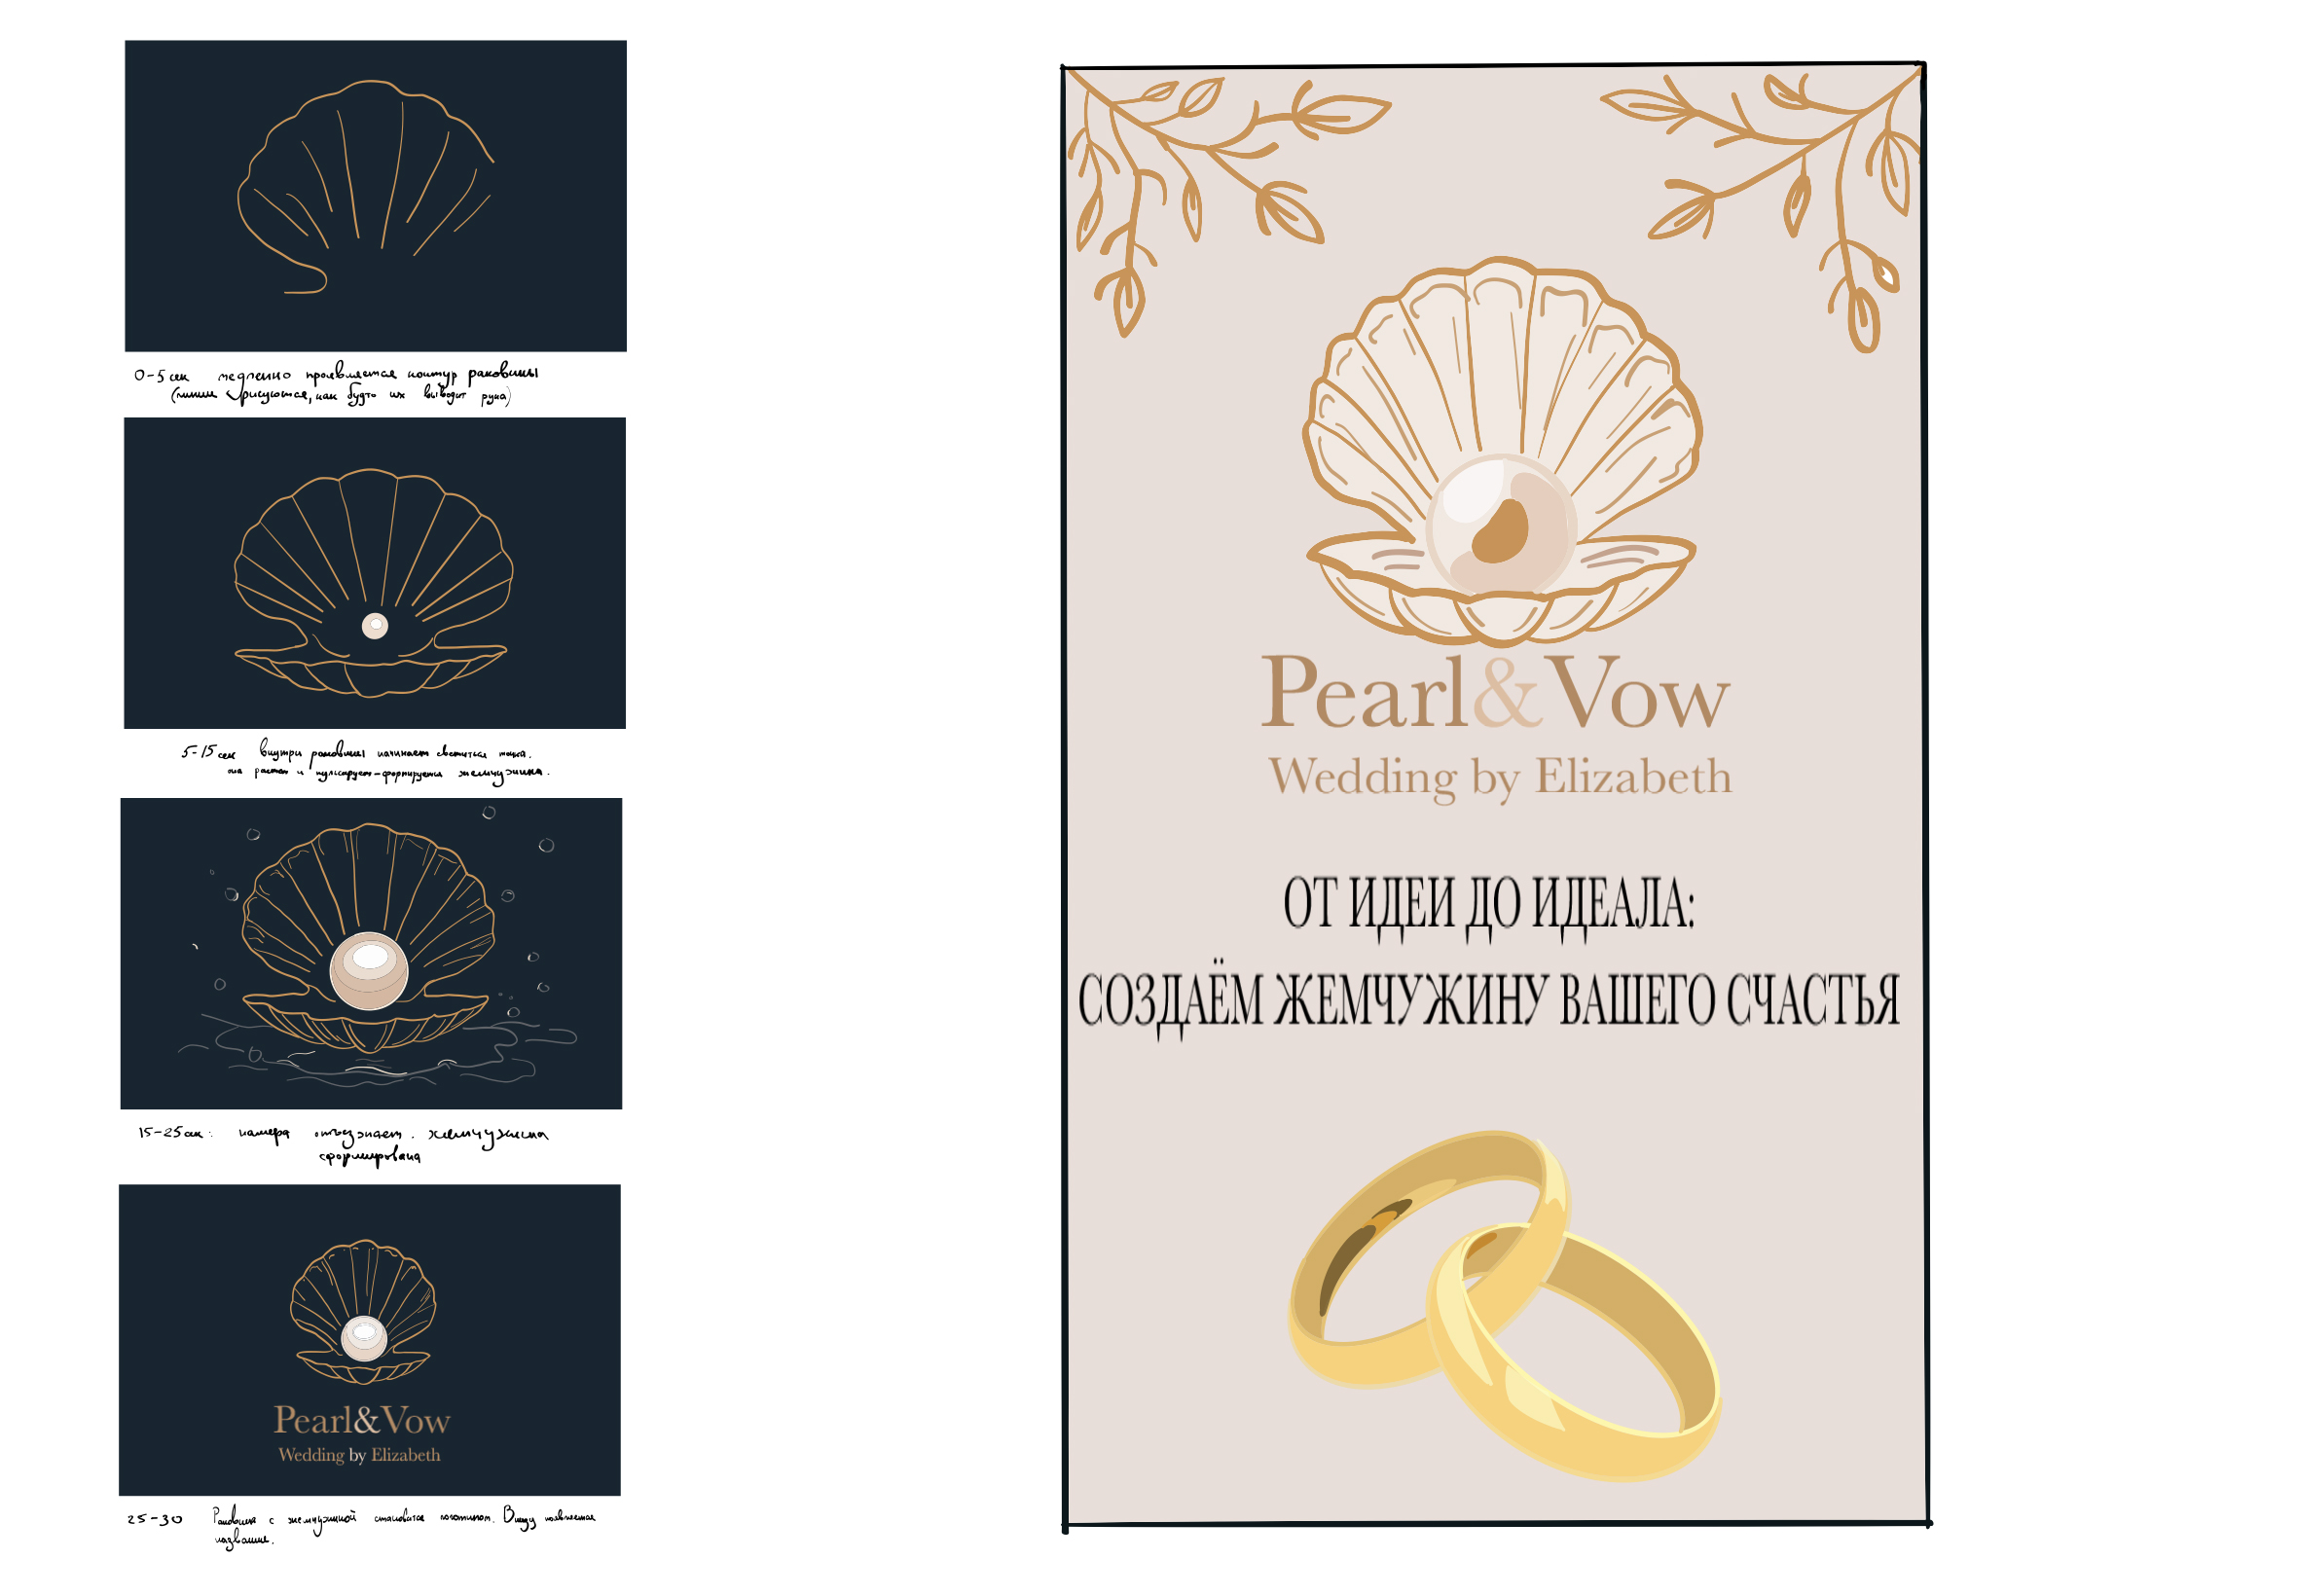 0-5 сек медленно проявляется контур раковины
(линии рисуются, как будто их выводит рука)
5-15 сек внутри раковины начинает светиться точка.
она растет и пульсирует-формируется жемчужина.
15-25 сек: камера отъезжает. жемчужина
сформирована
Pearl&Vow
Wedding by Elizabeth
25-30 Раковина с жемчужиной становится логотипом. Внизу появляется
название.
Pearl&Vow
Wedding by Elizabeth
ОТ ИДЕИ ДО ИДЕАЛА:
СОЗДАЁМ ЖЕМЧУЖИНУ ВАШЕГО СЧАСТЬЯ